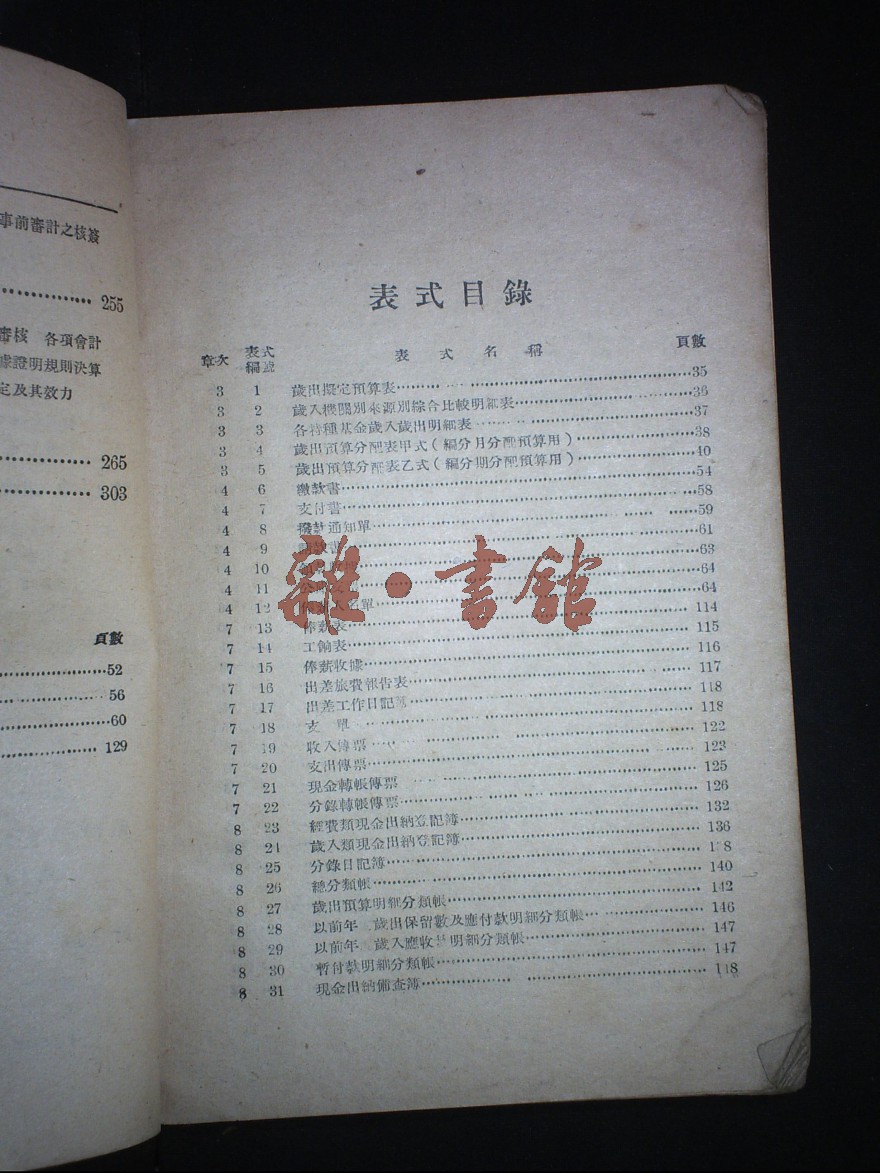 事前審計之核簽
255
審核 各項會計
據證明規則決算
定及其效力
265
303
頁數
52
56
60
129
表式目錄
章次 表式編號 表式名稱 頁數
3 1 歲出擬定預算表 35
3 2 歲入機關別來源別綜合比較明細表 36
3 3 各特種基金歲入歲出明細表 37
3 4 歲出預算分配表甲式（編分月分配預算用） 38
3 5 歲出預算分配表乙式（編分期分配預算用） 40
4 6 繳款書 54
4 7 支付書 58
4 8 撥款通知單 59
4 9 書 61
4 10 63
4 11 64
4 12 人名單 64
7 13 俸薪表 114
7 14 工餉表 115
7 15 俸薪收據 116
7 16 出差旅費報告表 117
7 17 出差工作日記 118
7 18 支單 118
7 19 收入傳票 122
7 20 支出傳票 123
7 21 現金轉帳傳票 125
7 22 分錄轉帳傳票 126
8 23 經費類現金出納登記簿 132
8 24 歲入類現金出納登記簿 136
8 25 分錄日記簿
8 26 總分類帳 140
8 27 歲出預算明細分類帳 142
8 28 以前年 歲出保留數及應付款明細分類帳 146
8 29 以前年 歲入應收 明細分類帳 147
8 30 暫付款明細分類帳 147
8 31 現金出納備查簿 148
雜·書館